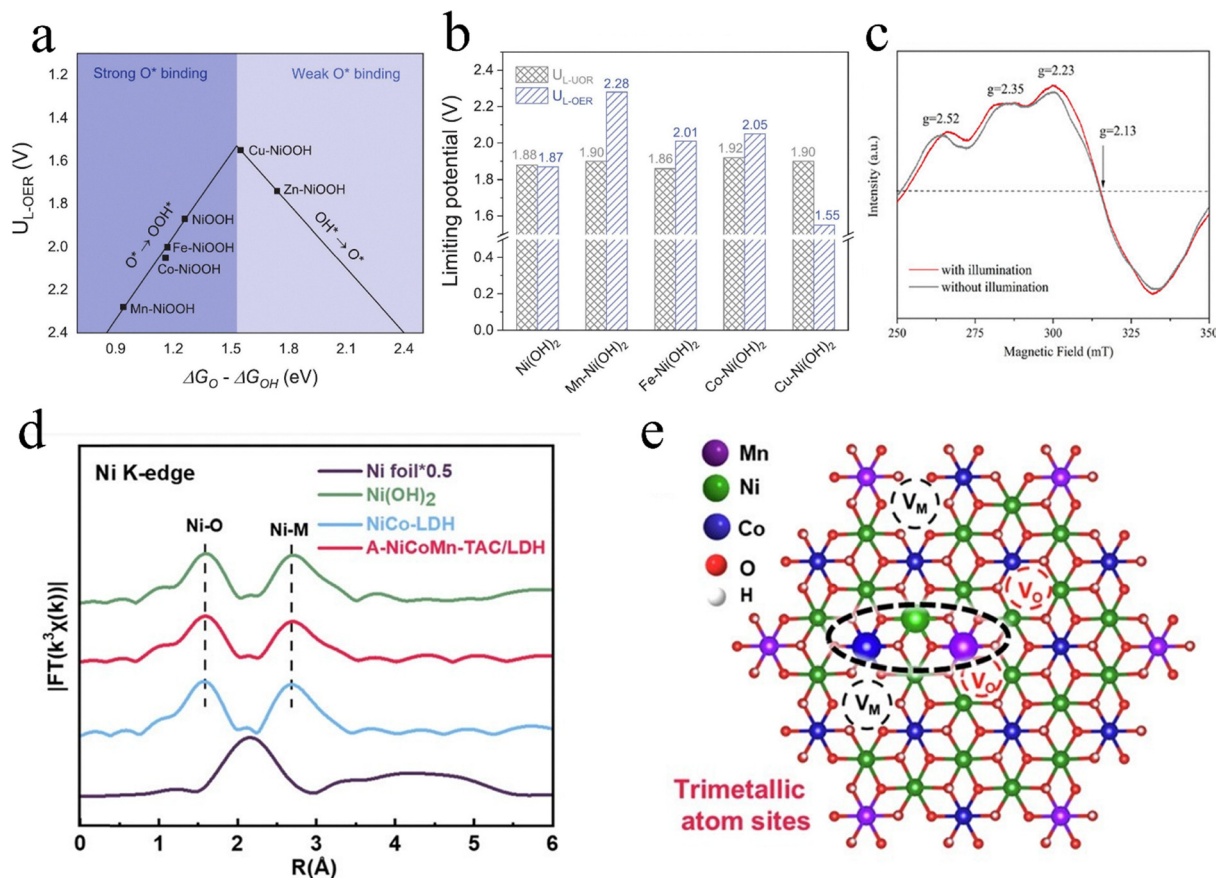 a
Strong O* binding
Weak O* binding
Cu-NiOOH
Zn-NiOOH
NiOOH
Fe-NiOOH
Co-NiOOH
Mn-NiOOH
O* → OOH*
OH* → O*
U_L-OER (V)
1.2
1.4
1.6
1.8
2.0
2.2
2.4
0.9 1.2 1.5 1.8 2.1 2.4
ΔG_O - ΔG_OH (eV)
b
U_L-UOR
U_L-OER
Limiting potential (V)
2.4
2.2
2.0
1.8
1.6
0.4
0.2
0.0
1.88 1.87
1.90 2.28
1.86 2.01
1.92 2.05
1.90 1.55
Ni(OH)₂
Mn-Ni(OH)₂
Fe-Ni(OH)₂
Co-Ni(OH)₂
Cu-Ni(OH)₂
c
g=2.52
g=2.35
g=2.23
g=2.13
Intensity (a.u.)
with illumination
without illumination
250 275 300 325 350
Magnetic Field (mT)
d
Ni K-edge
Ni foil*0.5
Ni(OH)₂
NiCo-LDH
A-NiCoMn-TAC/LDH
Ni-O
Ni-M
|FT(k³χ(k))|
0 1 2 3 4 5 6
R(Å)
e
Mn
Ni
Co
O
H
V_M
V_O
V_O
V_M
Trimetallic
atom sites